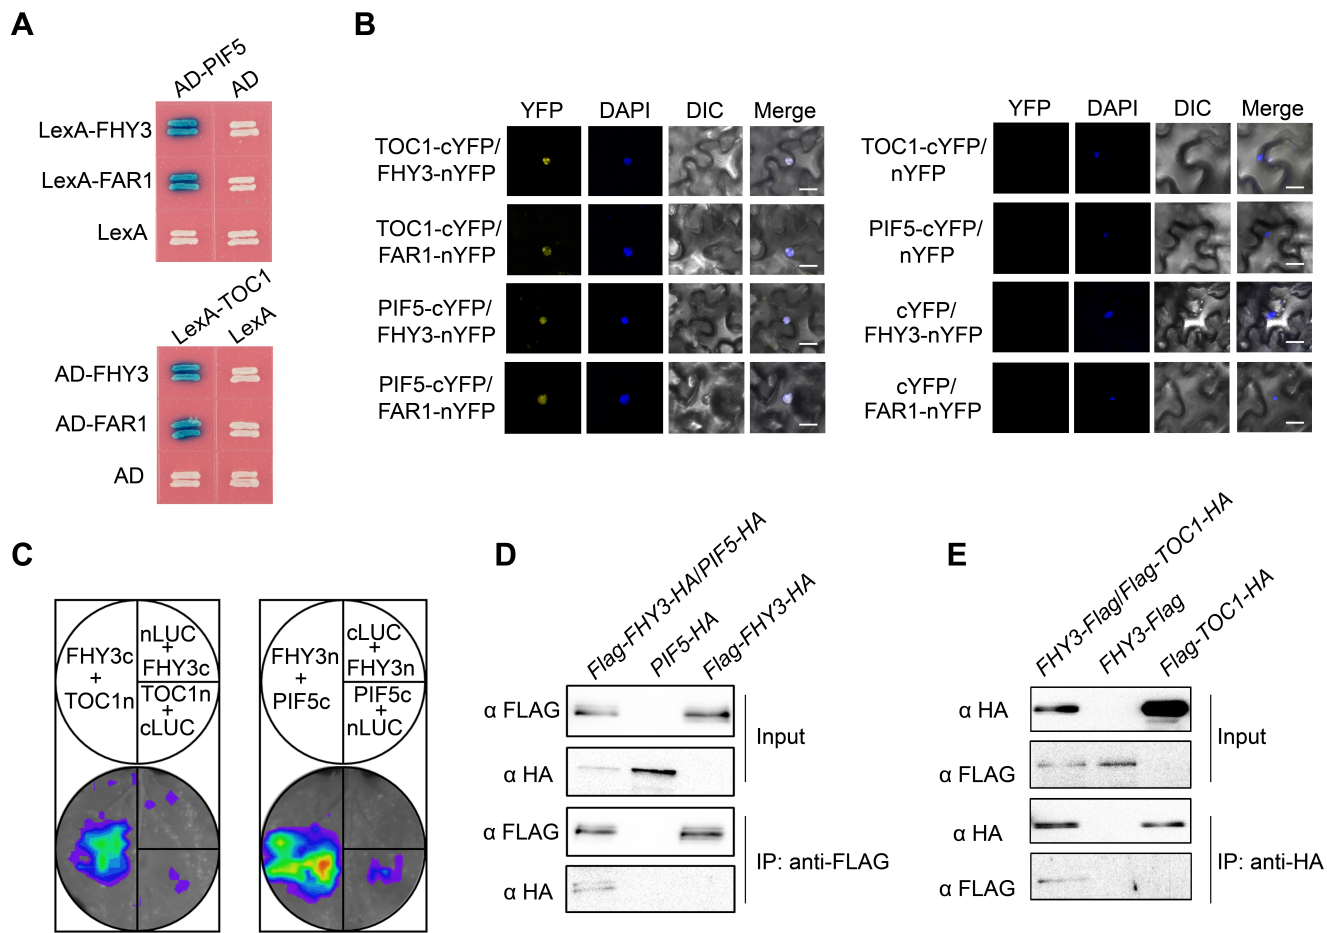 A
AD-PIF5
AD
LexA-FHY3
LexA-FAR1
LexA
LexA-TOC1
LexA
AD-FHY3
AD-FAR1
AD
B
YFP DAPI DIC Merge
TOC1-cYFP/
FHY3-nYFP
TOC1-cYFP/
FAR1-nYFP
PIF5-cYFP/
FHY3-nYFP
PIF5-cYFP/
FAR1-nYFP
YFP DAPI DIC Merge
TOC1-cYFP/
nYFP
PIF5-cYFP/
nYFP
cYFP/
FHY3-nYFP
cYFP/
FAR1-nYFP
C
FHY3c
+
TOC1n
nLUC
+
FHY3c
TOC1n
+
cLUC
FHY3n
+
PIF5c
cLUC
+
FHY3n
PIF5c
+
nLUC
D
Flag-FHY3-HA/PIF5-HA
PIF5-HA
Flag-FHY3-HA
α FLAG
α HA
Input
α FLAG
α HA
IP: anti-FLAG
E
FHY3-Flag/Flag-TOC1-HA
FHY3-Flag
Flag-TOC1-HA
α HA
α FLAG
Input
α HA
α FLAG
IP: anti-HA